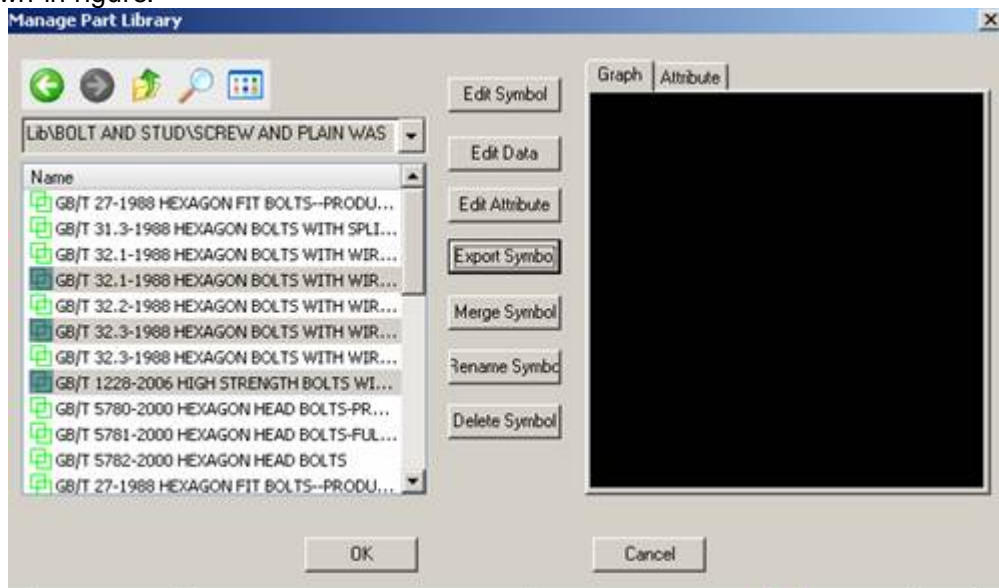 Manage Part Library
Edit Symbol
Graph
Attribute
Lib\BOLT AND STUD\SCREW AND PLAIN WAS
Edit Data
Name
GB/T 27-1988 HEXAGON FIT BOLTS--PRODU...
GB/T 31.3-1988 HEXAGON BOLTS WITH SPLI...
GB/T 32.1-1988 HEXAGON BOLTS WITH WIR...
GB/T 32.1-1988 HEXAGON BOLTS WITH WIR...
GB/T 32.2-1988 HEXAGON BOLTS WITH WIR...
GB/T 32.3-1988 HEXAGON BOLTS WITH WIR...
GB/T 32.3-1988 HEXAGON BOLTS WITH WIR...
GB/T 1228-2006 HIGH STRENGTH BOLTS WI...
GB/T 5780-2000 HEXAGON HEAD BOLTS-PR...
GB/T 5781-2000 HEXAGON HEAD BOLTS-FUL...
GB/T 5782-2000 HEXAGON HEAD BOLTS
GB/T 27-1988 HEXAGON FIT BOLTS--PRODU...
Edit Attribute
Export Symbo
Merge Symbol
Rename Symbo
Delete Symbol
OK
Cancel